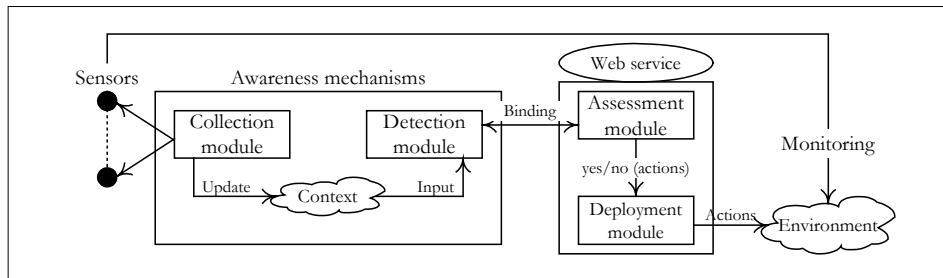 Web service
Sensors
Awareness mechanisms
Collection
module
Detection
module
Binding
Assessment
module
Monitoring
Update
Context
Input
yes/no (actions)
Deployment
module
Actions
Environment